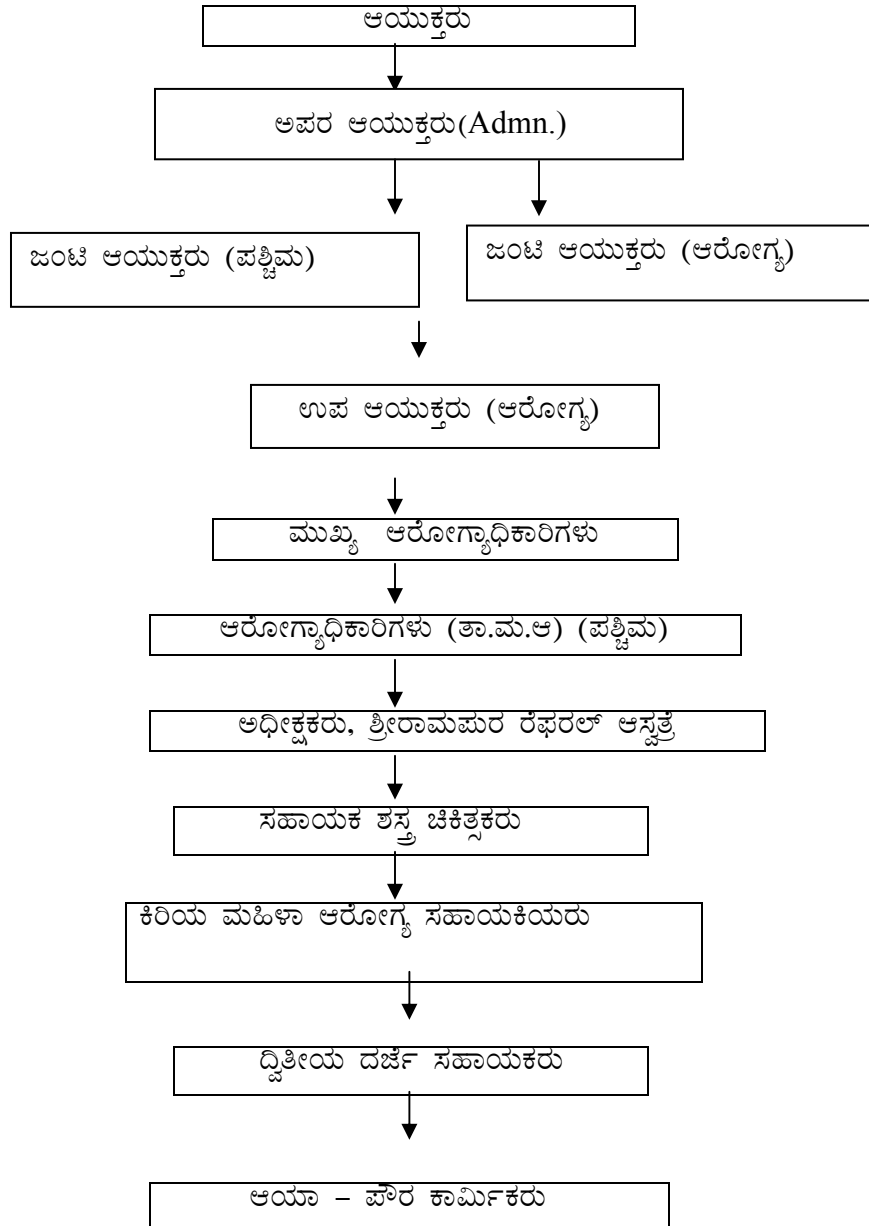 ಆಯುಕ್ತರು
ಅಪರ ಆಯುಕ್ತರು(Admn.)
ಜಂಟಿ ಆಯುಕ್ತರು (ಪಶ್ಚಿಮ)
ಜಂಟಿ ಆಯುಕ್ತರು (ಆರೋಗ್ಯ)
ಉಪ ಆಯುಕ್ತರು (ಆರೋಗ್ಯ)
ಮುಖ್ಯ ಆರೋಗ್ಯಾಧಿಕಾರಿಗಳು
ಆರೋಗ್ಯಾಧಿಕಾರಿಗಳು (ತಾ.ಮ.ಆ) (ಪಶ್ಚಿಮ)
ಅಧೀಕ್ಷಕರು, ಶ್ರೀರಾಮಪುರ ರೆಫರಲ್ ಆಸ್ಪತ್ರೆ
ಸಹಾಯಕ ಶಸ್ತ್ರ ಚಿಕಿತ್ಸಕರು
ಕಿರಿಯ ಮಹಿಳಾ ಆರೋಗ್ಯ ಸಹಾಯಕಿಯರು
ದ್ವಿತೀಯ ದರ್ಜೆ ಸಹಾಯಕರು
ಆಯಾ – ಪೌರ ಕಾರ್ಮಿಕರು